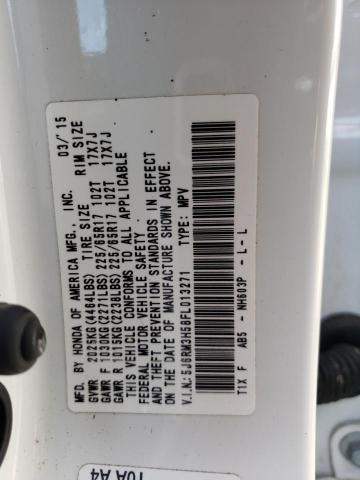 MFD. BY HONDA OF AMERICA MFG., INC. 03/'15
GVWR 2025KG(4464LBS) TIRE SIZE RIM SIZE
GAWR F 1030KG(2271LBS) 225/65R17 102T 17X7J
GAWR R 1015KG(2238LBS) 225/65R17 102T 17X7J
THIS VEHICLE CONFORMS TO ALL APPLICABLE
FEDERAL MOTOR VEHICLE SAFETY
AND THEFT PREVENTION STANDARDS IN EFFECT
ON THE DATE OF MANUFACTURE SHOWN ABOVE.
V.I.N.: 5J6RM3H58FL013271 TYPE: MPV
T1X F AB5 - NH603P - L - L
T0A A4